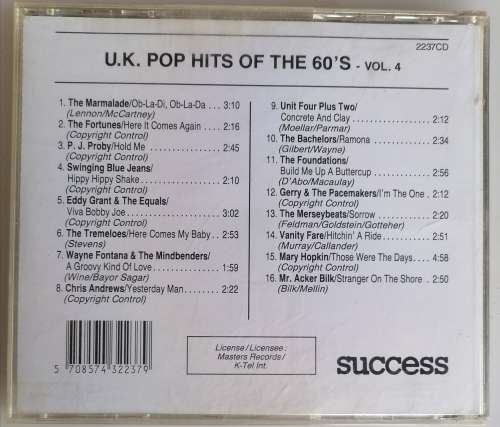 2237CD
U.K. POP HITS OF THE 60'S - VOL. 4
1. The Marmalade/Ob-La-Di, Ob-La-Da ... 3:10
(Lennon/McCartney)
2. The Fortunes/Here It Comes Again .... 2:16
(Copyright Control)
3. P. J. Proby/Hold Me .................. 2:45
(Copyright Control)
4. Swinging Blue Jeans/
Hippy Hippy Shake .................. 2:10
(Copyright Control)
5. Eddy Grant & The Equals/
Viva Bobby Joe ..................... 3:02
(Copyright Control)
6. The Tremeloes/Here Comes My Baby .. 2:53
(Stevens)
7. Wayne Fontana & The Mindbenders/
A Groovy Kind Of Love .............. 1:59
(Wine/Bayor Sagar)
8. Chris Andrews/Yesterday Man ........ 2:22
(Copyright Control)
9. Unit Four Plus Two/
Concrete And Clay .................. 2:12
(Moellar/Parmar)
10. The Bachelors/Ramona .............. 2:34
(Gilbert/Wayne)
11. The Foundations/
Build Me Up A Buttercup ............ 2:56
(D'Abo/Macaulay)
12. Gerry & The Pacemakers/I'm The One . 2:12
(Copyright Control)
13. The Merseybeats/Sorrow ............ 2:20
(Feldman/Goldstein/Gotteher)
14. Vanity Fare/Hitchin' A Ride ........ 2:51
(Murray/Callander)
15. Mary Hopkin/Those Were The Days .... 4:58
(Copyright Control)
16. Mr. Acker Bilk/Stranger On The Shore .. 2:50
(Bilk/Mellin)
License/Licensee:
Masters Records/
K-Tel Int.
success
5 708574 322379